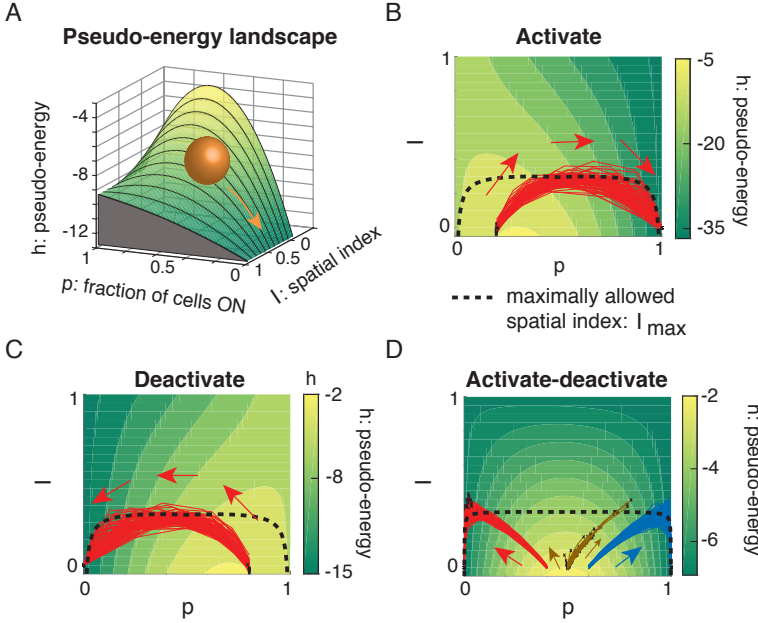 A
Pseudo-energy landscape
h: pseudo-energy
-4
-8
-12
1
0.5
0
p: fraction of cells ON
1
0.5
0
I: spatial index
B
Activate
1
I
0
0
1
p
-5
-20
-35
h: pseudo-energy
maximally allowed
spatial index: I max
C
Deactivate
h
1
I
0
0
1
p
-2
-8
-15
h: pseudo-energy
D
Activate-deactivate
1
I
0
0
1
p
-2
-4
-6
h: pseudo-energy